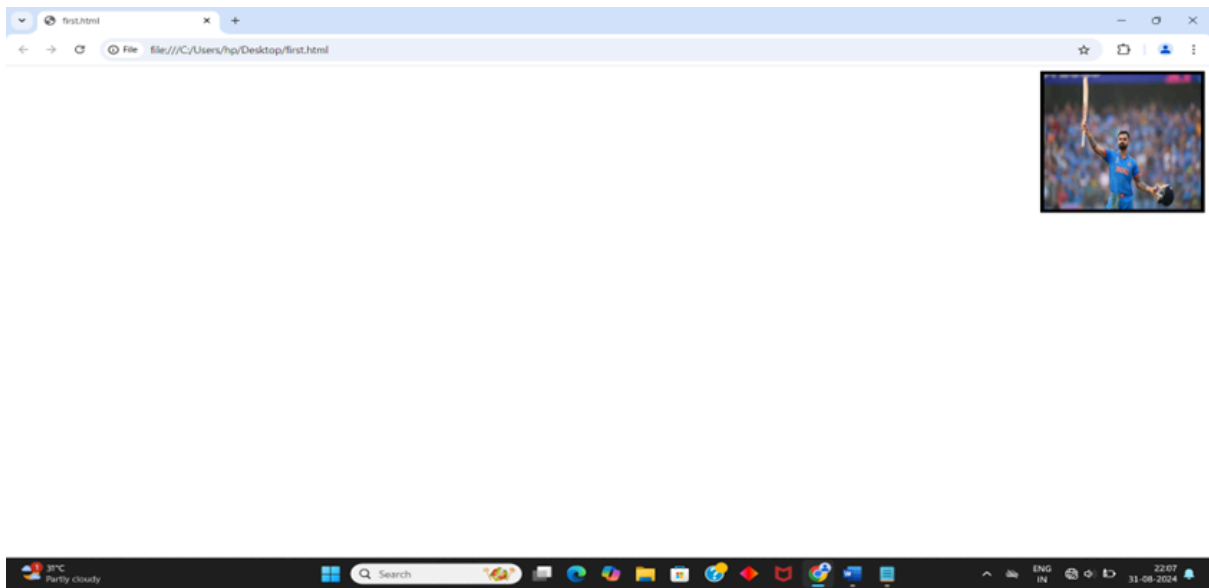 first.html
File file:///C:/Users/hp/Desktop/first.html
1
31°C
Partly cloudy
Search
ENG
IN
22:07
31-08-2024